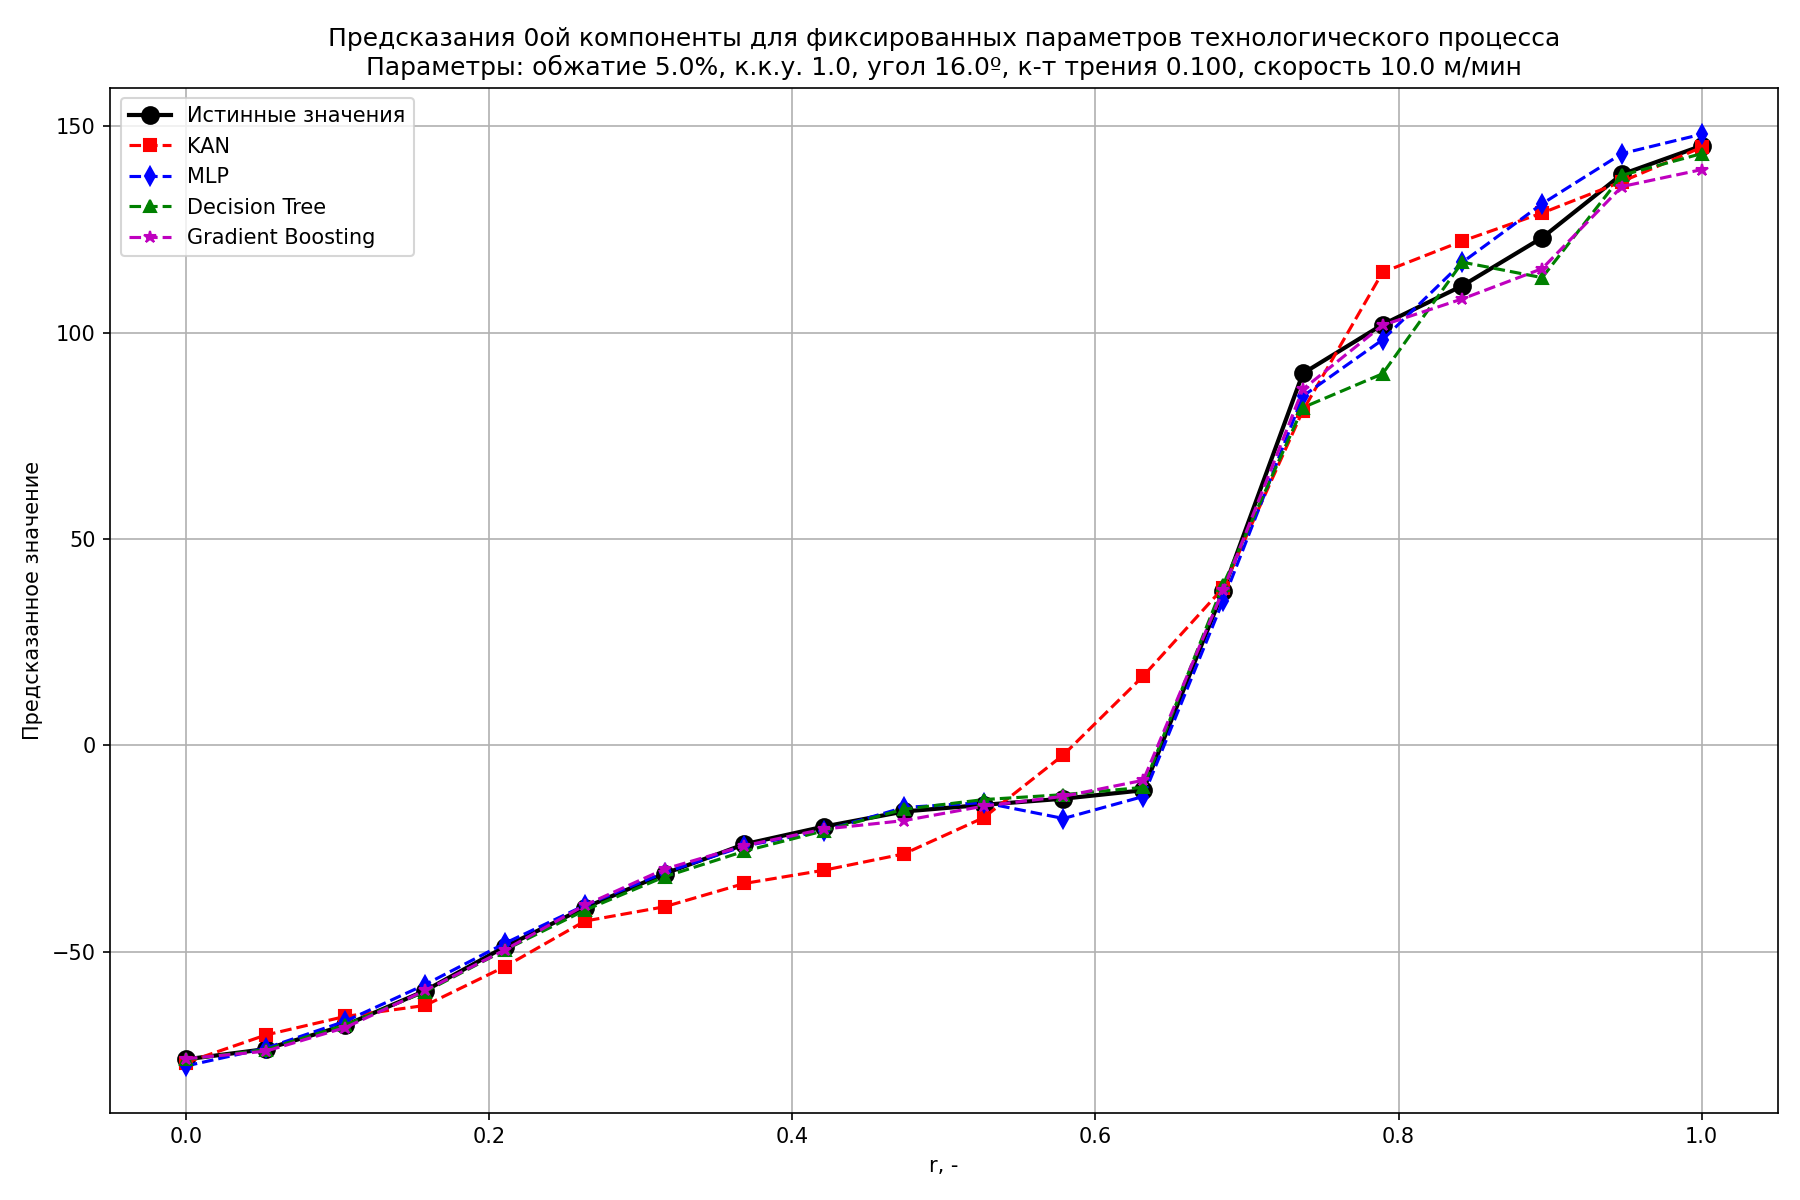 Предсказания 0ой компоненты для фиксированных параметров технологического процесса
Параметры: обжатие 5.0%, к.к.у. 1.0, угол 16.0º, к-т трения 0.100, скорость 10.0 м/мин
Истинные значения
KAN
MLP
Decision Tree
Gradient Boosting
Предсказанное значение
150
100
50
0
−50
0.0
0.2
0.4
0.6
0.8
1.0
r, -